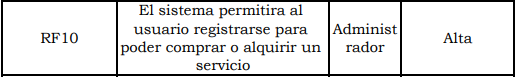 RF10
El sistema permitira al
usuario registrarse para
poder comprar o alquirir un
servicio
Administ
rador
Alta